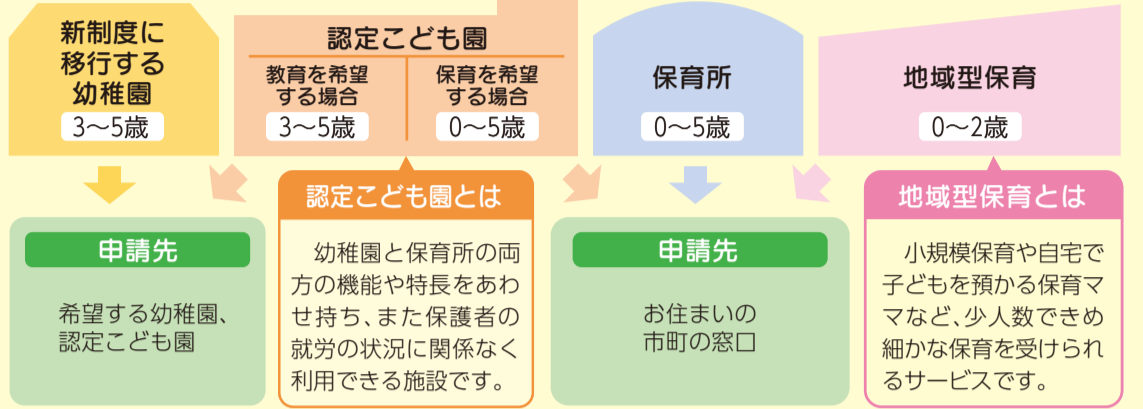 新制度に
移行する
幼稚園
3〜5歳
認定こども園
教育を希望
する場合
3〜5歳
保育を希望
する場合
0〜5歳
保育所
0〜5歳
地域型保育
0〜2歳
申請先
希望する幼稚園、
認定こども園
認定こども園とは
幼稚園と保育所の両
方の機能や特長をあわ
せ持ち、また保護者の
就労の状況に関係なく
利用できる施設です。
申請先
お住まいの
市町の窓口
地域型保育とは
小規模保育や自宅で
子どもを預かる保育マ
マなど、少人数できめ
細かな保育を受けられ
るサービスです。